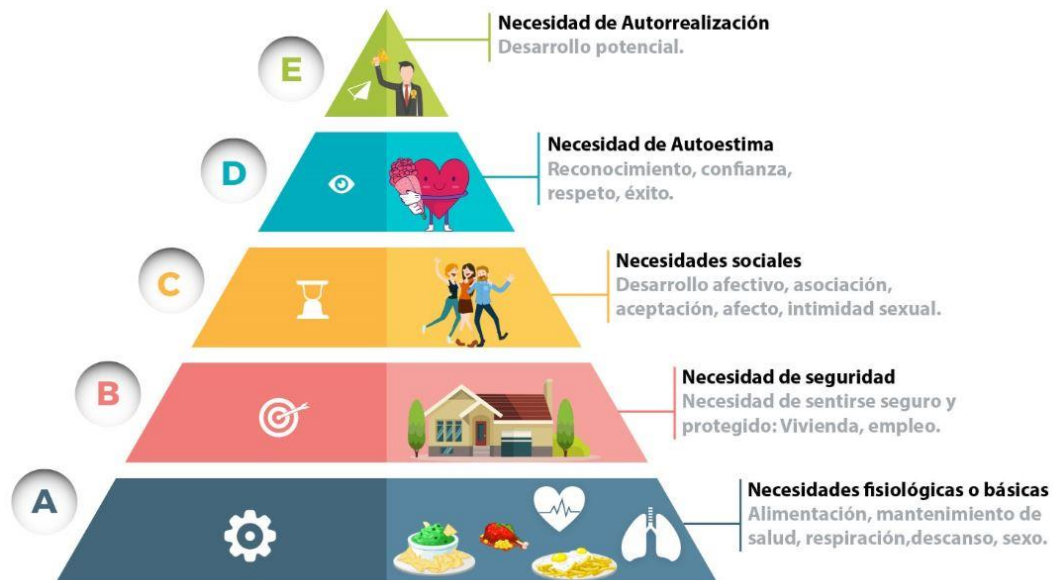 E
Necesidad de Autorrealización
Desarrollo potencial.
D
Necesidad de Autoestima
Reconocimiento, confianza,
respeto, éxito.
C
Necesidades sociales
Desarrollo afectivo, asociación,
aceptación, afecto, intimidad sexual.
B
Necesidad de seguridad
Necesidad de sentirse seguro y
protegido: Vivienda, empleo.
A
Necesidades fisiológicas o básicas
Alimentación, mantenimiento de
salud, respiración,descanso, sexo.